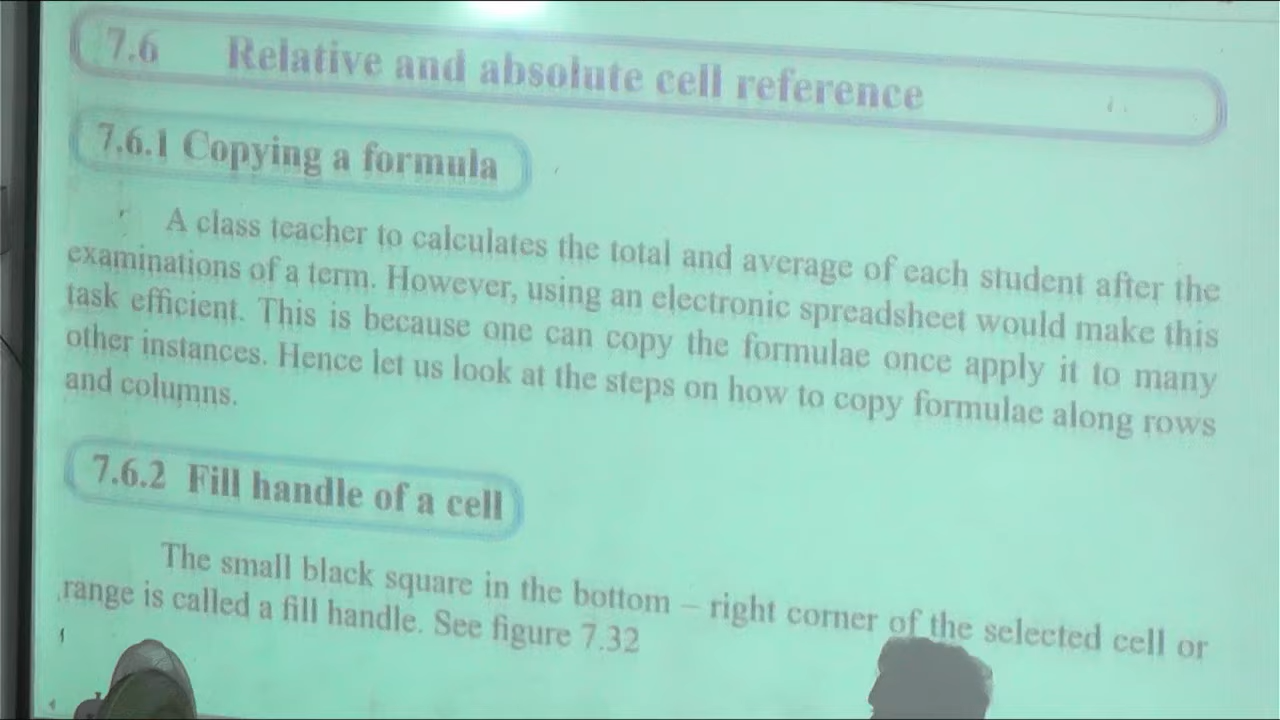 7.6 Relative and absolute cell reference
7.6.1 Copying a formula
A class teacher to calculates the total and average of each student after the
examinations of a term. However, using an electronic spreadsheet would make this
task efficient. This is because one can copy the formulae once apply it to many
other instances. Hence let us look at the steps on how to copy formulae along rows
and columns.
7.6.2 Fill handle of a cell
The small black square in the bottom – right corner of the selected cell or
range is called a fill handle. See figure 7.32